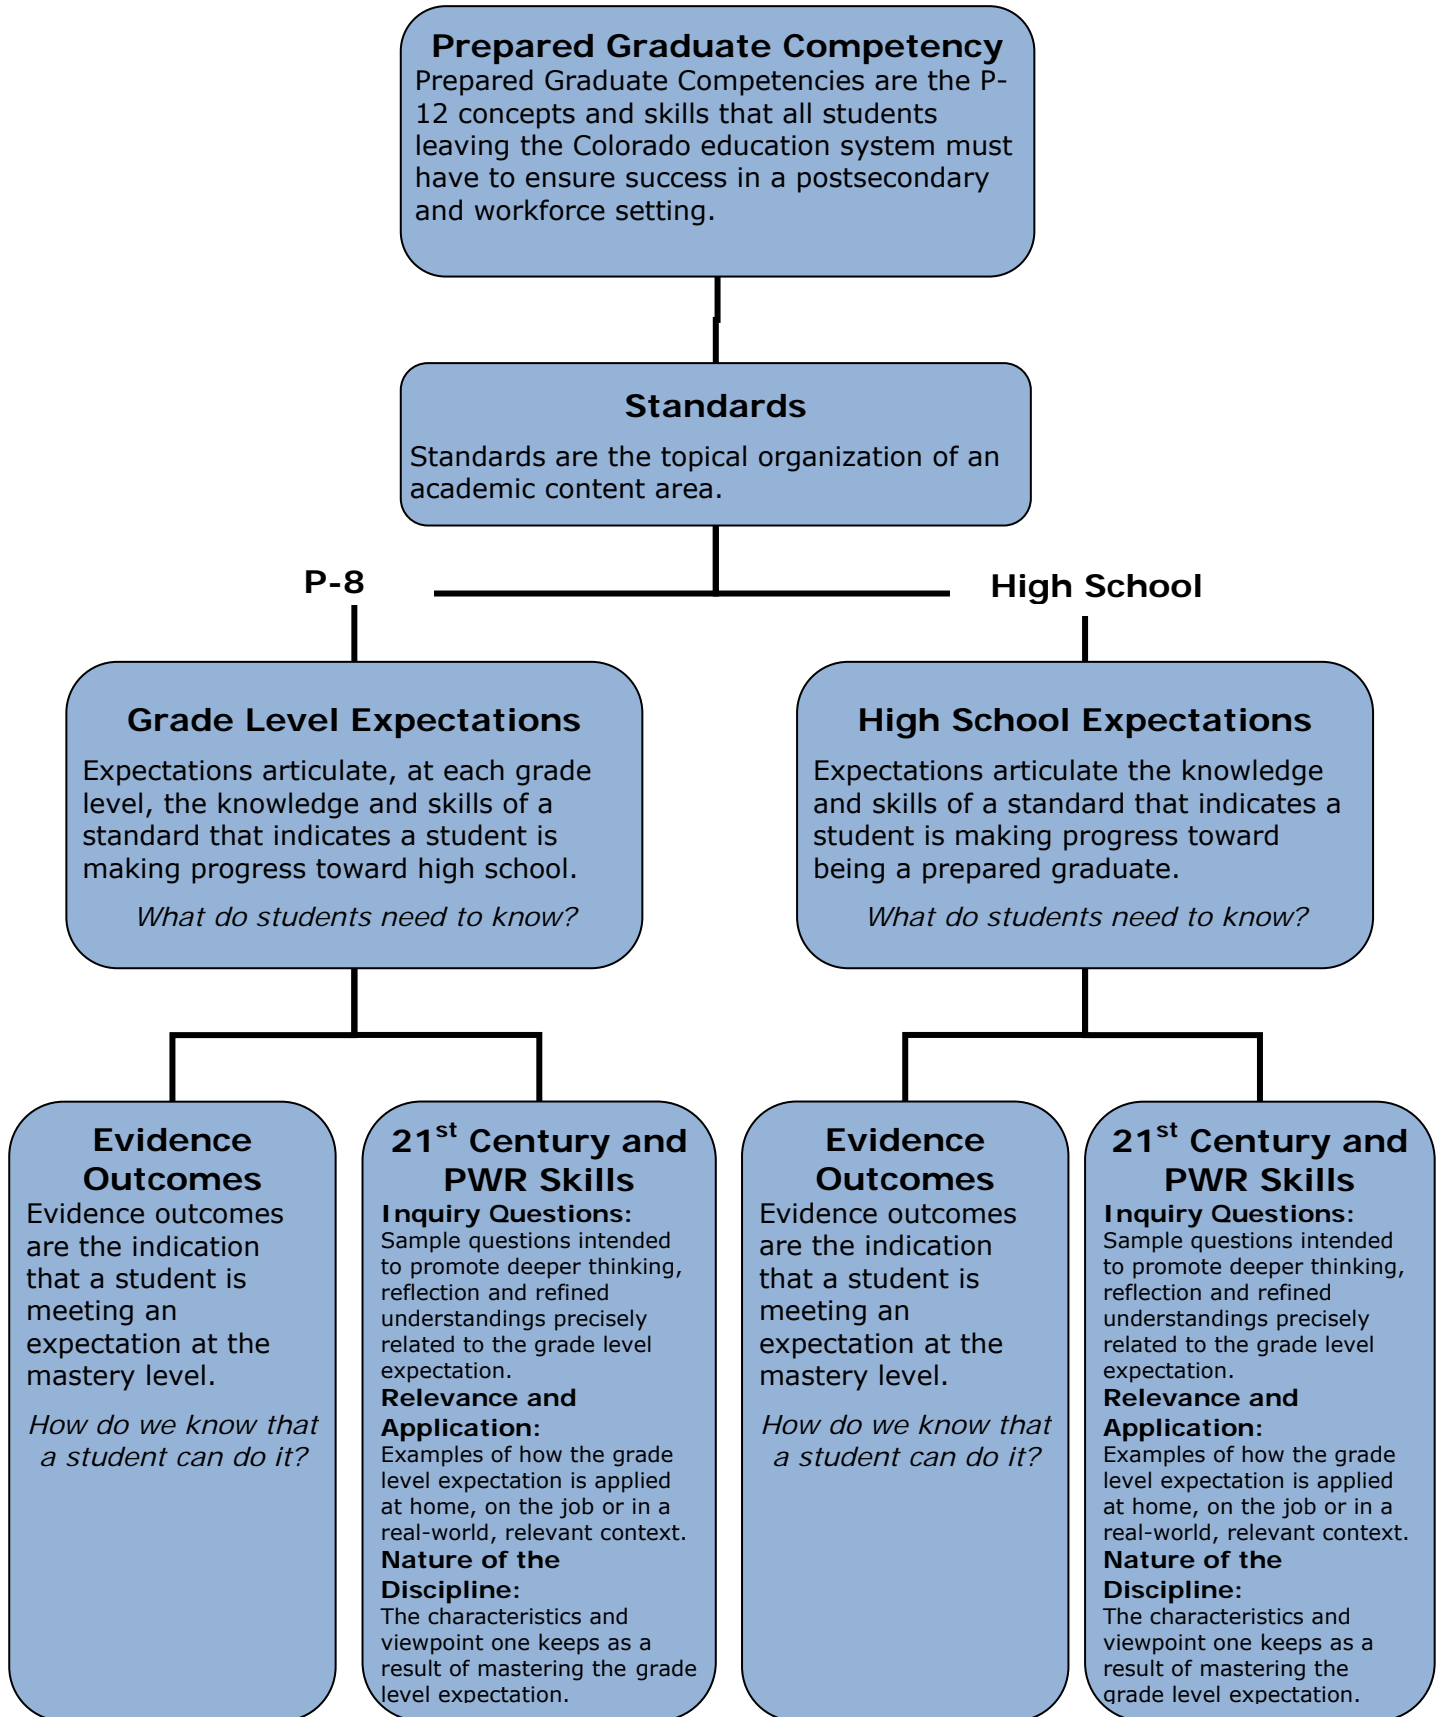 Prepared Graduate Competency
Prepared Graduate Competencies are the P-
12 concepts and skills that all students
leaving the Colorado education system must
have to ensure success in a postsecondary
and workforce setting.
Standards
Standards are the topical organization of an
academic content area.
P-8
High School
Grade Level Expectations
Expectations articulate, at each grade
level, the knowledge and skills of a
standard that indicates a student is
making progress toward high school.
What do students need to know?
High School Expectations
Expectations articulate the knowledge
and skills of a standard that indicates a
student is making progress toward
being a prepared graduate.
What do students need to know?
Evidence
Outcomes
Evidence outcomes
are the indication
that a student is
meeting an
expectation at the
mastery level.
How do we know that
a student can do it?
21st Century and
PWR Skills
Inquiry Questions:
Sample questions intended
to promote deeper thinking,
reflection and refined
understandings precisely
related to the grade level
expectation.
Relevance and
Application:
Examples of how the grade
level expectation is applied
at home, on the job or in a
real-world, relevant context.
Nature of the
Discipline:
The characteristics and
viewpoint one keeps as a
result of mastering the grade
level expectation.
Evidence
Outcomes
Evidence outcomes
are the indication
that a student is
meeting an
expectation at the
mastery level.
How do we know that
a student can do it?
21st Century and
PWR Skills
Inquiry Questions:
Sample questions intended
to promote deeper thinking,
reflection and refined
understandings precisely
related to the grade level
expectation.
Relevance and
Application:
Examples of how the grade
level expectation is applied
at home, on the job or in a
real-world, relevant context.
Nature of the
Discipline:
The characteristics and
viewpoint one keeps as a
result of mastering the
grade level expectation.